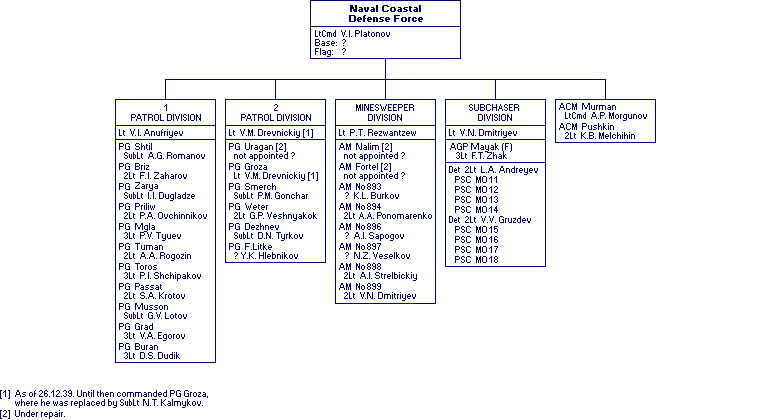 Naval Coastal
Defense Force
LtCmd V.I. Platonov
Base: ?
Flag: ?
1
PATROL DIVISION
Lt V.I. Anufriyev
PG Shtil
SubLt A.G. Romanov
PG Briz
2Lt F.I. Zaharov
PG Zarya
SubLt I.I. Dugladze
PG Priliw
2Lt P.A. Ovchinnikov
PG Mgla
3Lt P.V. Tyuev
PG Tuman
2Lt A.A. Rogozin
PG Toros
3Lt P.I. Shchipakov
PG Passat
2Lt S.A. Krotov
PG Musson
SubLt G.V. Lotov
PG Grad
3Lt V.A. Egorov
PG Buran
3Lt D.S. Dudik
2
PATROL DIVISION
Lt V.M. Drevnickiy [1]
PG Uragan [2]
not appointed ?
PG Groza
Lt V.M. Drevnickiy [1]
PG Smerch
SubLt P.M. Gonchar
PG Weter
2Lt G.P. Veshnyakok
PG Dezhnev
SubLt D.N. Tyrkov
PG F.Litke
? Y.K. Hlebnikov
MINESWEEPER
DIVISION
Lt P.T. Rezwantzew
AM Nalim [2]
not appointed ?
AM Fortel [2]
not appointed ?
AM No893
? K.L. Burkov
AM No894
2Lt A.A. Ponomarenko
AM No896
? A.I. Sapogov
AM No897
? N.Z. Veselkov
AM No898
2Lt A.I. Strelbickiy
AM No899
2Lt V.N. Dmitriyev
SUBCHASER
DIVISION
Lt V.N. Dmitriyev
AGP Mayak (F)
3Lt F.T. Zhak
Det 2Lt L.A. Andreyev
PSC MO11
PSC MO12
PSC MO13
PSC MO14
Det 2Lt V.V. Gruzdev
PSC MO15
PSC MO16
PSC MO17
PSC MO18
ACM Murman
LtCmd A.P. Morgunov
ACM Pushkin
2Lt K.B. Melchihin
[1] As of 26.12.39. Until then commanded PG Groza,
where he was replaced by SubLt N.T. Kalmykov.
[2] Under repair.